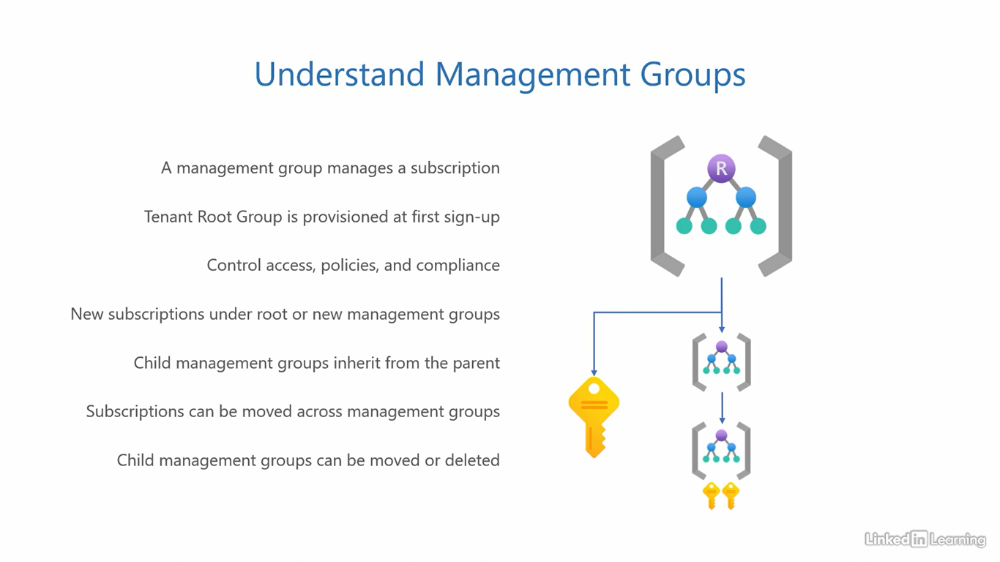 Understand Management Groups
A management group manages a subscription
Tenant Root Group is provisioned at first sign-up
Control access, policies, and compliance
New subscriptions under root or new management groups
Child management groups inherit from the parent
Subscriptions can be moved across management groups
Child management groups can be moved or deleted
R
Linked in Learning